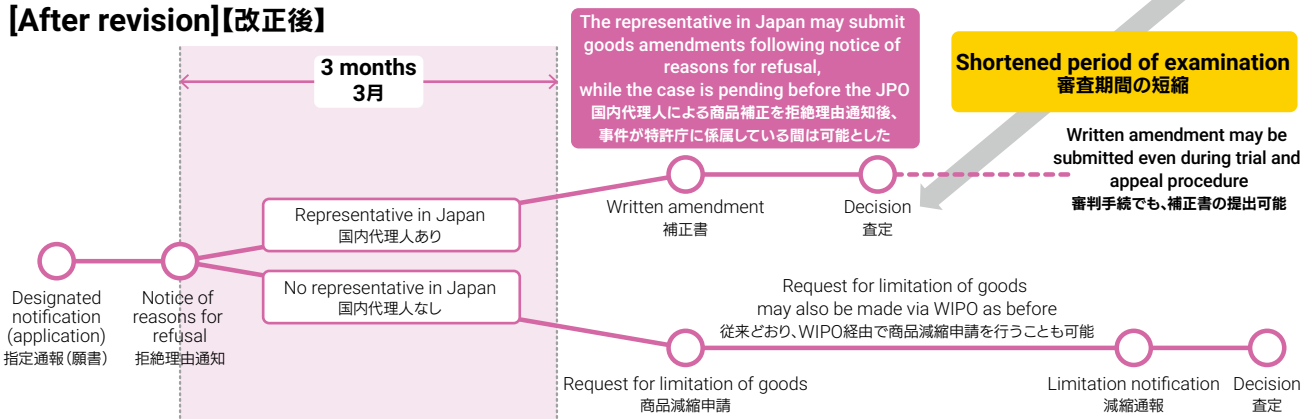 [After revision]【改正後】
3 months
3月
The representative in Japan may submit
goods amendments following notice of
reasons for refusal,
while the case is pending before the JPO
国内代理人による商品補正を拒絶理由通知後、
事件が特許庁に係属している間は可能とした
Shortened period of examination
審査期間の短縮
Written amendment may be
submitted even during trial and
appeal procedure
審判手続でも、補正書の提出可能
Representative in Japan
国内代理人あり
Written amendment
補正書
Decision
査定
Designated
notification
(application)
指定通報（願書）
Notice of
reasons for
refusal
拒絶理由通知
No representative in Japan
国内代理人なし
Request for limitation of goods
may also be made via WIPO as before
従来どおり、WIPO経由で商品減縮申請を行うことも可能
Request for limitation of goods
商品減縮申請
Limitation notification
減縮通報
Decision
査定